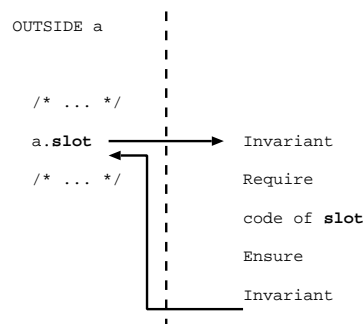 OUTSIDE a
/* ... */
a.slot
Invariant
/* ... */
Require
code of slot
Ensure
Invariant